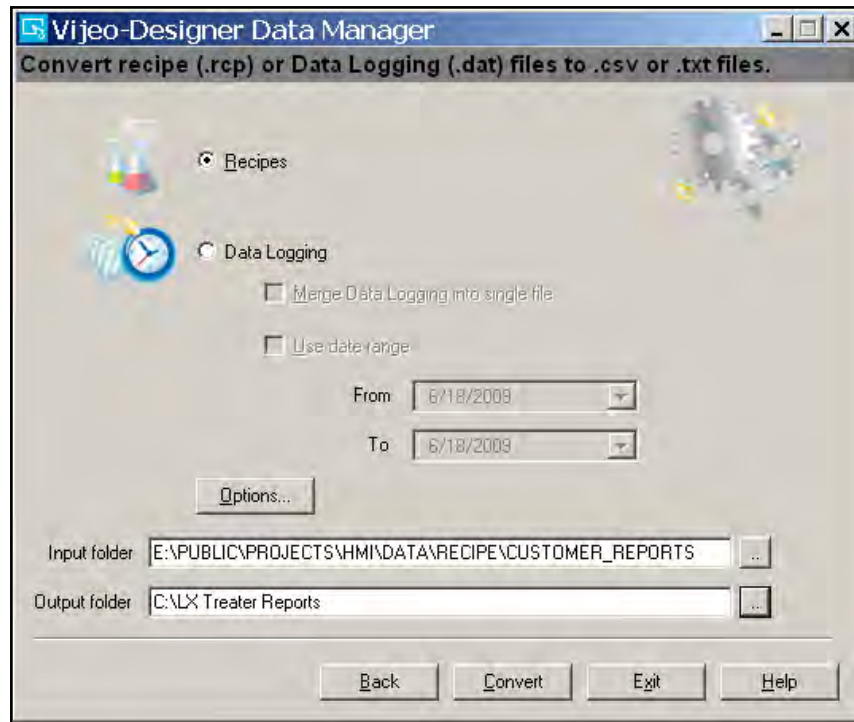 Vijeo-Designer Data Manager
Convert recipe (.rcp) or Data Logging (.dat) files to .csv or .txt files.
Recipes
Data Logging
Merge Data Logging into single file
Use date range
From 6/18/2009
To 6/18/2009
Options...
Input folder E:\PUBLIC\PROJECTS\HMI\DATA\RECIPE\CUSTOMER_REPORTS ..
Output folder C:\LX Treater Reports ..
Back Convert Exit Help